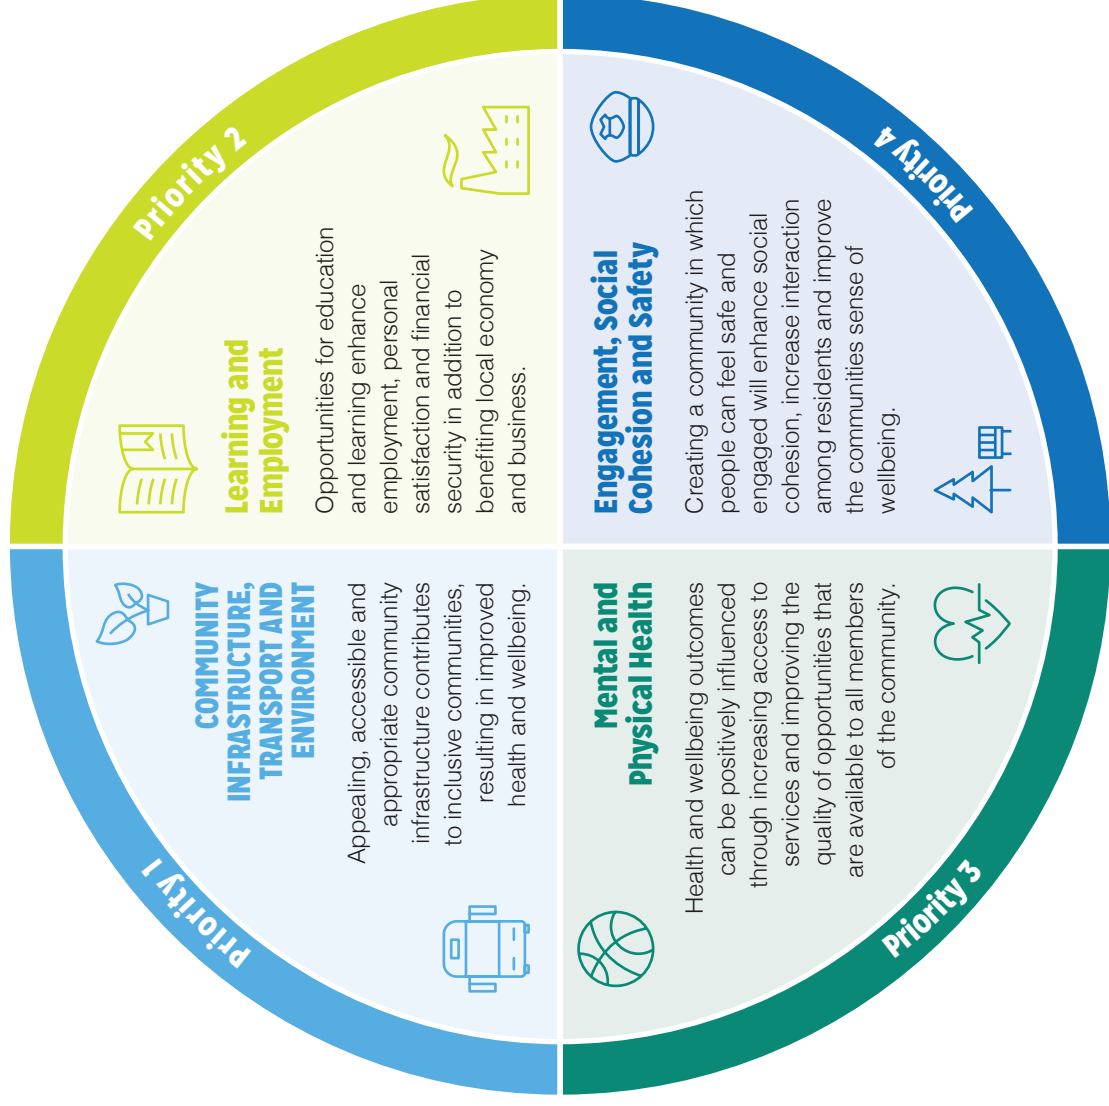 Priority 1
COMMUNITY
INFRASTRUCTURE,
TRANSPORT AND
ENVIRONMENT
Appealing, accessible and
appropriate community
infrastructure contributes
to inclusive communities,
resulting in improved
health and wellbeing.
Priority 2
Learning and
Employment
Opportunities for education
and learning enhance
employment, personal
satisfaction and financial
security in addition to
benefiting local economy
and business.
Priority 3
Mental and
Physical Health
Health and wellbeing outcomes
can be positively influenced
through increasing access to
services and improving the
quality of opportunities that
are available to all members
of the community.
Priority 4
Engagement, Social
Cohesion and Safety
Creating a community in which
people can feel safe and
engaged will enhance social
cohesion, increase interaction
among residents and improve
the communities sense of
wellbeing.